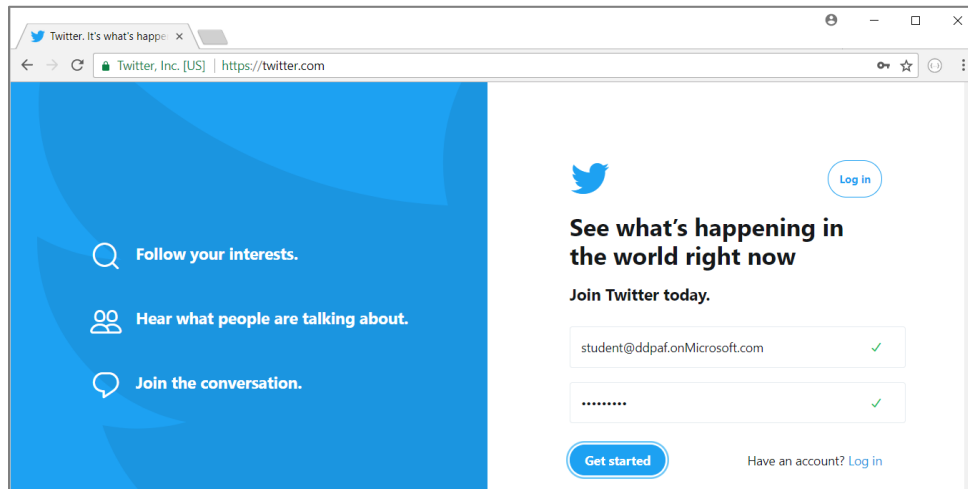 Twitter. It's what's happe
Twitter, Inc. [US] | https://twitter.com
Log in
See what's happening in
the world right now
Join Twitter today.
Follow your interests.
Hear what people are talking about.
Join the conversation.
student@ddpaf.onMicrosoft.com
•••••••••
Get started
Have an account? Log in